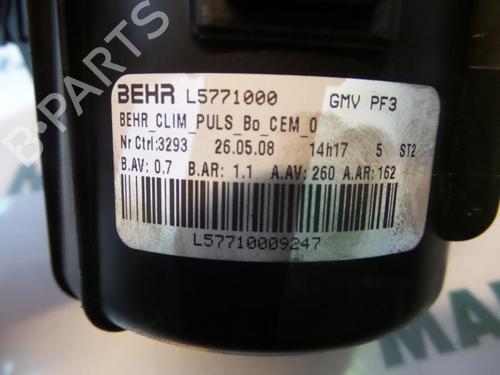 BEHR L5771000 GMV PF3
BEHR_CLIM_PULS_Bo_CEM_0
Nr Ctrl:3293 26.05.08 14h17 5 ST2
B.AV: 0.7 B.AR: 1.1 A.AV: 260 A.AR: 162
L57710009247
B-PARTS